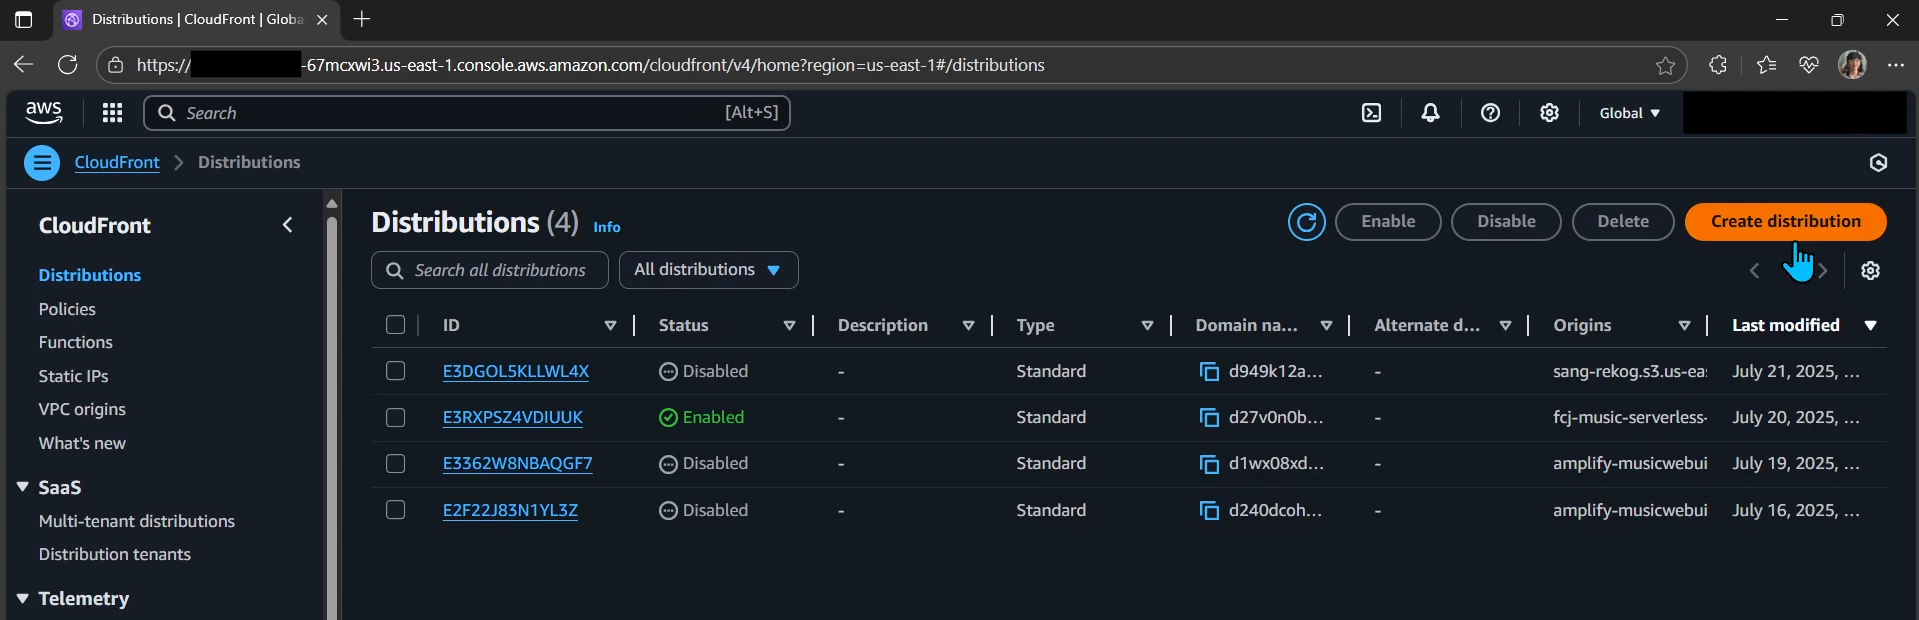 Distributions | CloudFront | Globa
https:// -67mcxwi3.us-east-1.console.aws.amazon.com/cloudfront/v4/home?region=us-east-1#/distributions
aws
Search [Alt+S]
Global
CloudFront > Distributions
CloudFront
Distributions
Policies
Functions
Static IPs
VPC origins
What's new
SaaS
Multi-tenant distributions
Distribution tenants
Telemetry
Distributions (4) Info
Enable Disable Delete Create distribution
Search all distributions All distributions
ID Status Description Type Domain na... Alternate d... Origins Last modified
E3DGOL5KLLWL4X Disabled - Standard d949k12a... - sang-rekog.s3.us-ea: July 21, 2025, ...
E3RXPSZ4VDIUUK Enabled - Standard d27v0n0b... - fcj-music-serverless- July 20, 2025, ...
E3362W8NBAQGF7 Disabled - Standard d1wx08xd... - amplify-musicwebui July 19, 2025, ...
E2F22J83N1YL3Z Disabled - Standard d240dcoh... - amplify-musicwebui July 16, 2025, ...